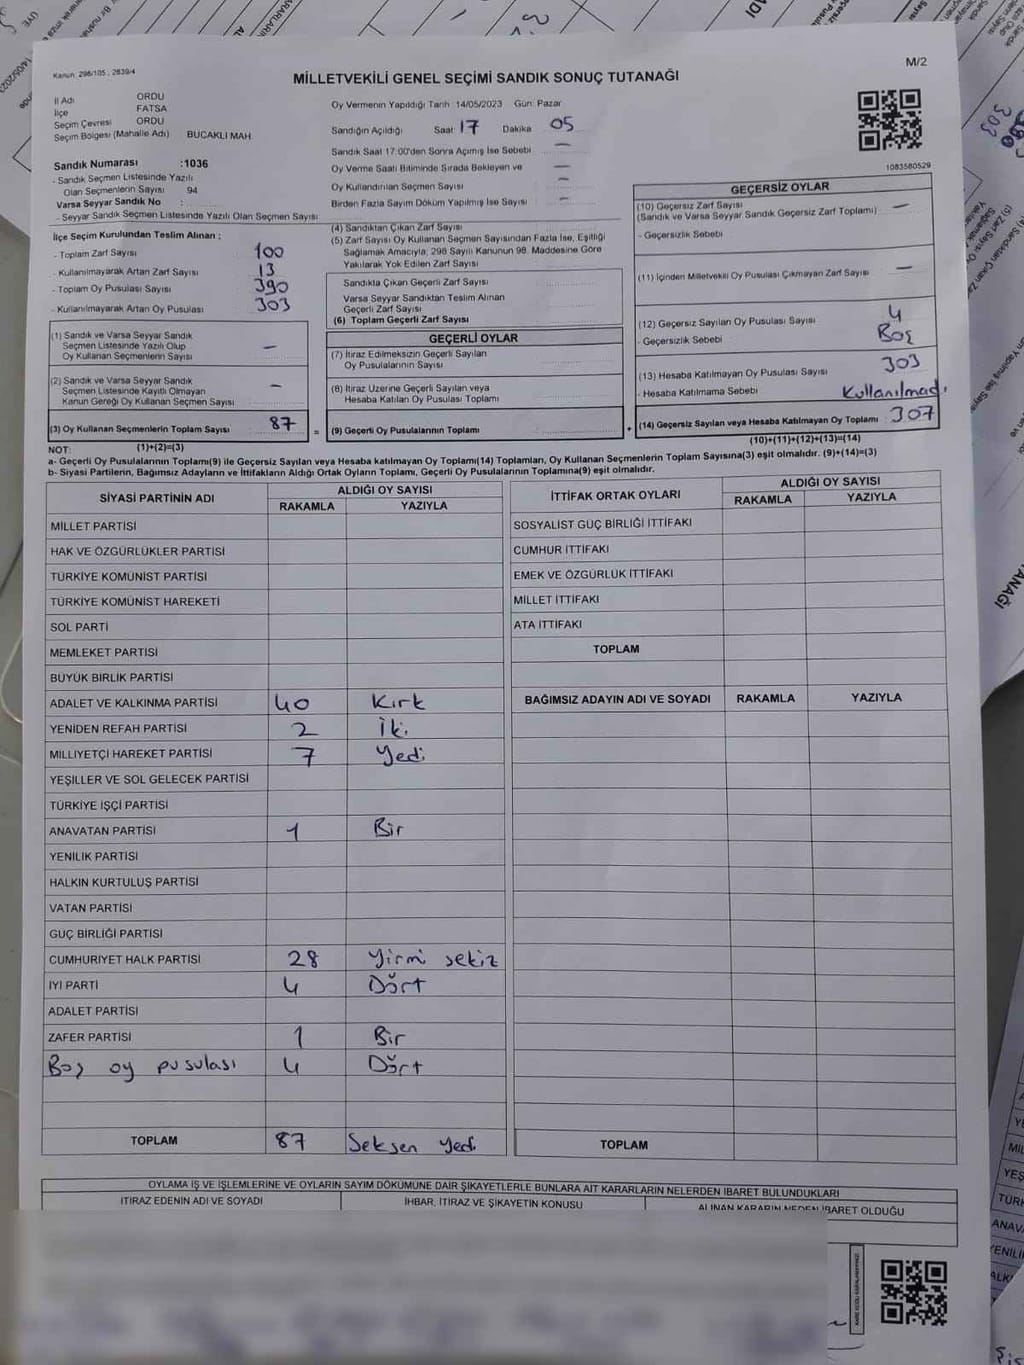 M/2
Kanun: 298/105 ; 2839/4
MİLLETVEKİLİ GENEL SEÇİMİ SANDIK SONUÇ TUTANAĞI
İl Adı ORDU
İlçe FATSA
Seçim Çevresi ORDU
Seçim Bölgesi (Mahalle Adı) BUCAKLI MAH.
Oy Vermenin Yapıldığı Tarih 14/05/2023 Gün: Pazar
Sandığın Açıldığı Saat 17 Dakika 05
Sandık Saat 17:00'den Sonra Açımış İse Sebebi —
Oy Verme Saati Bitiminde Sırada Bekleyen ve —
Oy Kullandırılan Seçmen Sayısı —
Birden Fazla Sayım Döküm Yapılmış İse Sayısı —
1083580529
Sandık Numarası :1036
- Sandık Seçmen Listesinde Yazılı
Olan Seçmenlerin Sayısı 94
Varsa Seyyar Sandık No :
- Seyyar Sandık Seçmen Listesinde Yazılı Olan Seçmen Sayısı
İlçe Seçim Kurulundan Teslim Alınan ;
- Toplam Zarf Sayısı 100
- Kullanılmayarak Artan Zarf Sayısı 13
- Toplam Oy Pusulası Sayısı 390
- Kullanılmayarak Artan Oy Pusulası 303
(1) Sandık ve Varsa Seyyar Sandık
Seçmen Listesinde Yazılı Olup
Oy Kullanan Seçmenlerin Sayısı —
(2) Sandık ve Varsa Seyyar Sandık
Seçmen Listesinde Kayıtlı Olmayan
Kanun Gereği Oy Kullanan Seçmen Sayısı —
(3) Oy Kullanan Seçmenlerin Toplam Sayısı 87
(1)+(2)=(3)
(4) Sandıktan Çıkan Zarf Sayısı
(5) Zarf Sayısı Oy Kullanan Seçmen Sayısından Fazla İse, Eşitliği
Sağlamak Amacıyla, 298 Sayılı Kanunun 98. Maddesine Göre
Yakılarak Yok Edilen Zarf Sayısı
Sandıkla Çıkan Geçerli Zarf Sayısı
Varsa Seyyar Sandıktan Teslim Alınan
Geçerli Zarf Sayısı
(6) Toplam Geçerli Zarf Sayısı
GEÇERLİ OYLAR
(7) İtiraz Edilmeksizin Geçerli Sayılan
Oy Pusulalarının Sayısı
(8) İtiraz Üzerine Geçerli Sayılan veya
Hesaba Katılan Oy Pusulası Toplamı
= (9) Geçerli Oy Pusulalarının Toplamı
GEÇERSİZ OYLAR
(10) Geçersiz Zarf Sayısı —
(Sandık ve Varsa Seyyar Sandık Geçersiz Zarf Toplamı)
- Geçersizlik Sebebi
(11) İçinden Milletvekili Oy Pusulası Çıkmayan Zarf Sayısı —
(12) Geçersiz Sayılan Oy Pusulası Sayısı 4
- Geçersizlik Sebebi Boş
(13) Hesaba Katılmayan Oy Pusulası Sayısı 303
- Hesaba Katılmama Sebebi Kullanılmadı
+ (14) Geçersiz Sayılan veya Hesaba Katılmayan Oy Toplamı 307
(10)+(11)+(12)+(13)=(14)
NOT:
a- Geçerli Oy Pusulalarının Toplamı(9) ile Geçersiz Sayılan veya Hesaba katılmayan Oy Toplamı(14) Toplamları, Oy Kullanan Seçmenlerin Toplam Sayısına(3) eşit olmalıdır. (9)+(14)=(3)
b- Siyasi Partilerin, Bağımsız Adayların ve İttifakların Aldığı Ortak Oyların Toplamı, Geçerli Oy Pusulalarının Toplamına(9) eşit olmalıdır.
SİYASİ PARTİNİN ADI ALDIĞI OY SAYISI
RAKAMLA YAZIYLA
MİLLET PARTİSİ
HAK VE ÖZGÜRLÜKLER PARTİSİ
TÜRKİYE KOMÜNİST PARTİSİ
TÜRKİYE KOMÜNİST HAREKETİ
SOL PARTİ
MEMLEKET PARTİSİ
BÜYÜK BİRLİK PARTİSİ
ADALET VE KALKINMA PARTİSİ 40 Kırk
YENİDEN REFAH PARTİSİ 2 İki
MİLLİYETÇİ HAREKET PARTİSİ 7 Yedi
YEŞİLLER VE SOL GELECEK PARTİSİ
TÜRKİYE İŞÇİ PARTİSİ
ANAVATAN PARTİSİ 1 Bir
YENİLİK PARTİSİ
HALKIN KURTULUŞ PARTİSİ
VATAN PARTİSİ
GÜÇ BİRLİĞİ PARTİSİ
CUMHURİYET HALK PARTİSİ 28 Yirmi sekiz
İYİ PARTİ 4 Dört
ADALET PARTİSİ
ZAFER PARTİSİ 1 Bir
Boş oy pusulası 4 Dört
TOPLAM 87 Seksen yedi
İTTİFAK ORTAK OYLARI ALDIĞI OY SAYISI
RAKAMLA YAZIYLA
SOSYALİST GÜÇ BİRLİĞİ İTTİFAKI
CUMHUR İTTİFAKI
EMEK VE ÖZGÜRLÜK İTTİFAKI
MİLLET İTTİFAKI
ATA İTTİFAKI
TOPLAM
BAĞIMSIZ ADAYIN ADI VE SOYADI RAKAMLA YAZIYLA
TOPLAM
OYLAMA İŞ VE İŞLEMLERİNE VE OYLARIN SAYIM DÖKÜMÜNE DAİR ŞİKAYETLERLE BUNLARA AİT KARARLARIN NELERDEN İBARET BULUNDUKLARI
İTİRAZ EDENİN ADI VE SOYADI İHBAR, İTİRAZ VE ŞİKAYETİN KONUSU ALINAN KARARIN NEDEN İBARET OLDUĞU